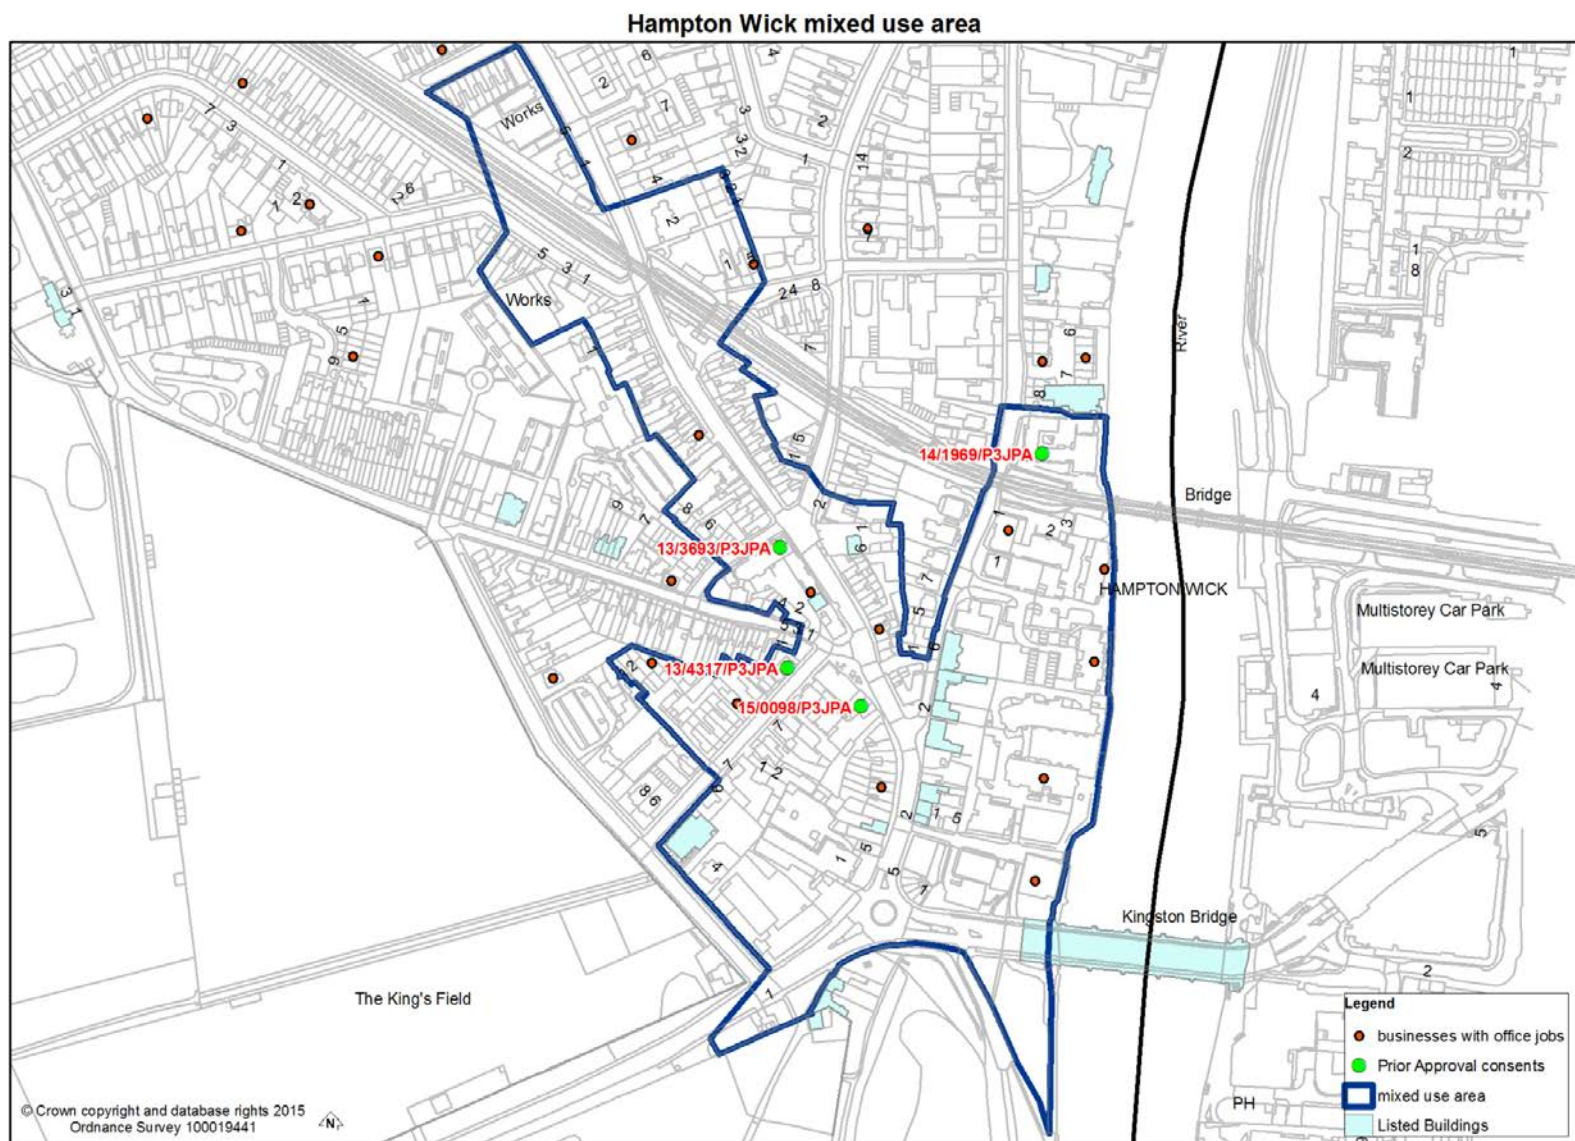 Hampton Wick mixed use area
Works
Works
14/1969/P3JPA
River
Bridge
13/3693/P3JPA
HAMPTON WICK
Multistorey Car Park
Multistorey Car Park
13/4317/P3JPA
15/0098/P3JPA
Kingston Bridge
The King's Field
PH
Legend
businesses with office jobs
Prior Approval consents
mixed use area
Listed Buildings
© Crown copyright and database rights 2015
Ordnance Survey 100019441
N